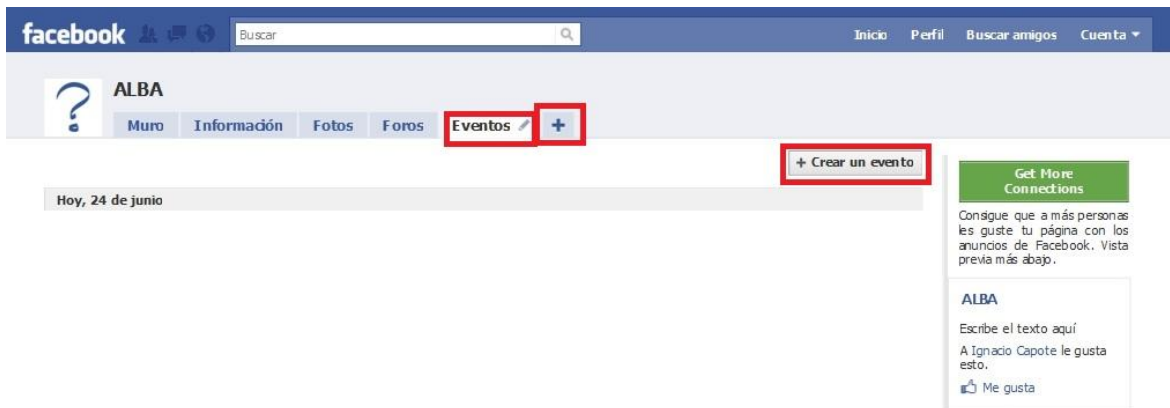 facebook Buscar Inicio Perfil Buscar amigos Cuenta
ALBA
Muro Información Fotos Foros Eventos +
+ Crear un evento
Hoy, 24 de junio
Get More
Connections
Consigue que a más personas
les guste tu página con los
anuncios de Facebook. Vista
previa más abajo.
ALBA
Escribe el texto aquí
A Ignacio Capote le gusta
esto.
Me gusta